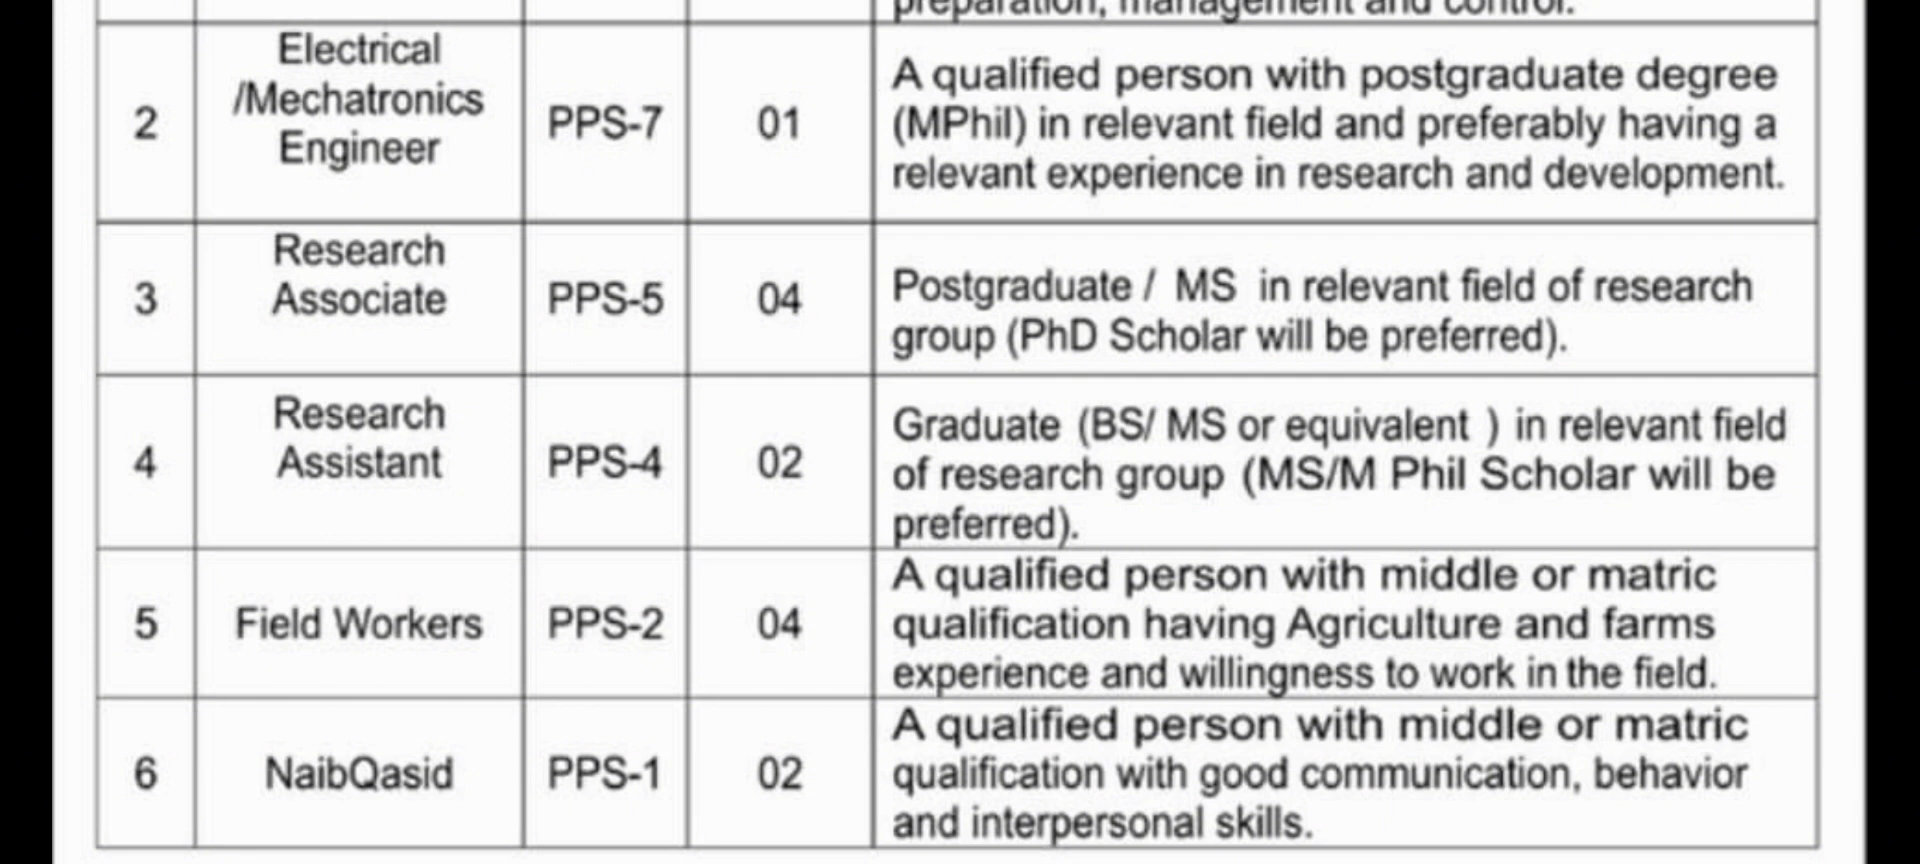 preparation, management and control.
2
Electrical
/Mechatronics
Engineer
PPS-7
01
A qualified person with postgraduate degree
(MPhil) in relevant field and preferably having a
relevant experience in research and development.
3
Research
Associate
PPS-5
04
Postgraduate / MS in relevant field of research
group (PhD Scholar will be preferred).
4
Research
Assistant
PPS-4
02
Graduate (BS/ MS or equivalent ) in relevant field
of research group (MS/M Phil Scholar will be
preferred).
5
Field Workers
PPS-2
04
A qualified person with middle or matric
qualification having Agriculture and farms
experience and willingness to work in the field.
6
NaibQasid
PPS-1
02
A qualified person with middle or matric
qualification with good communication, behavior
and interpersonal skills.